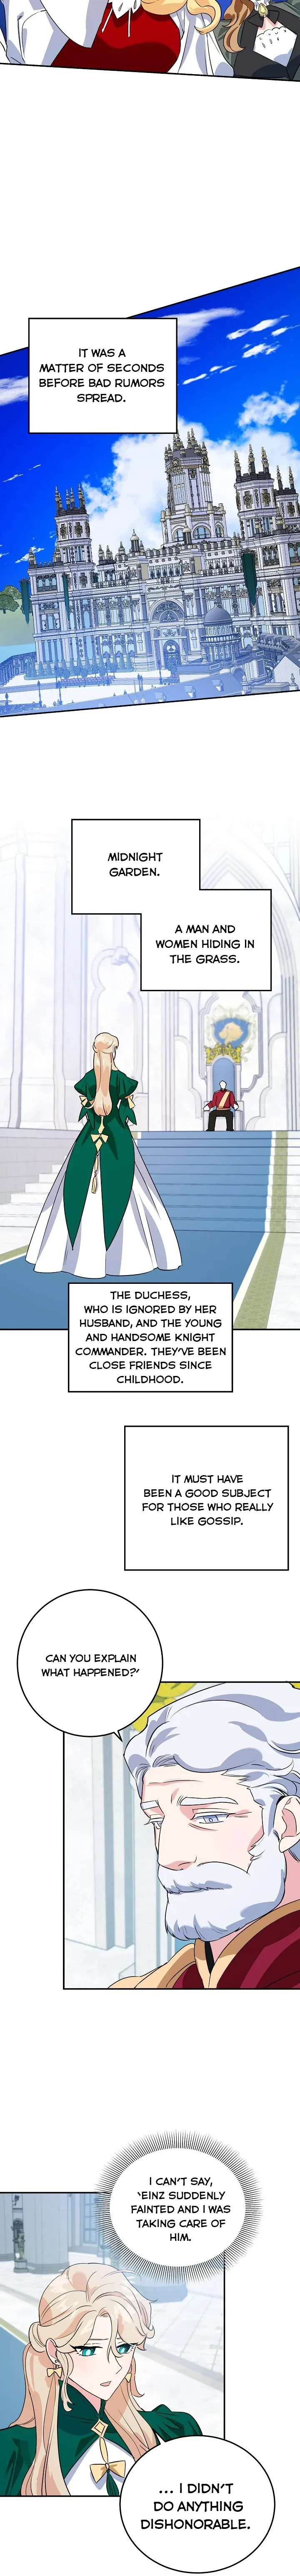 IT WAS A
MATTER OF SECONDS
BEFORE BAD RUMORS
SPREAD.
MIDNIGHT
GARDEN.
A MAN AND
WOMEN HIDING IN
THE GRASS.
THE DUCHESS,
WHO IS IGNORED BY HER
HUSBAND, AND THE YOUNG
AND HANDSOME KNIGHT
COMMANDER. THEY'VE BEEN
CLOSE FRIENDS SINCE
CHILDHOOD.
IT MUST HAVE
BEEN A GOOD SUBJECT
FOR THOSE WHO REALLY
LIKE GOSSIP.
CAN YOU EXPLAIN
WHAT HAPPENED?'
I CAN'T SAY,
'EINZ SUDDENLY
FAINTED AND I WAS
TAKING CARE OF
HIM.
... I DIDN'T
DO ANYTHING
DISHONORABLE.